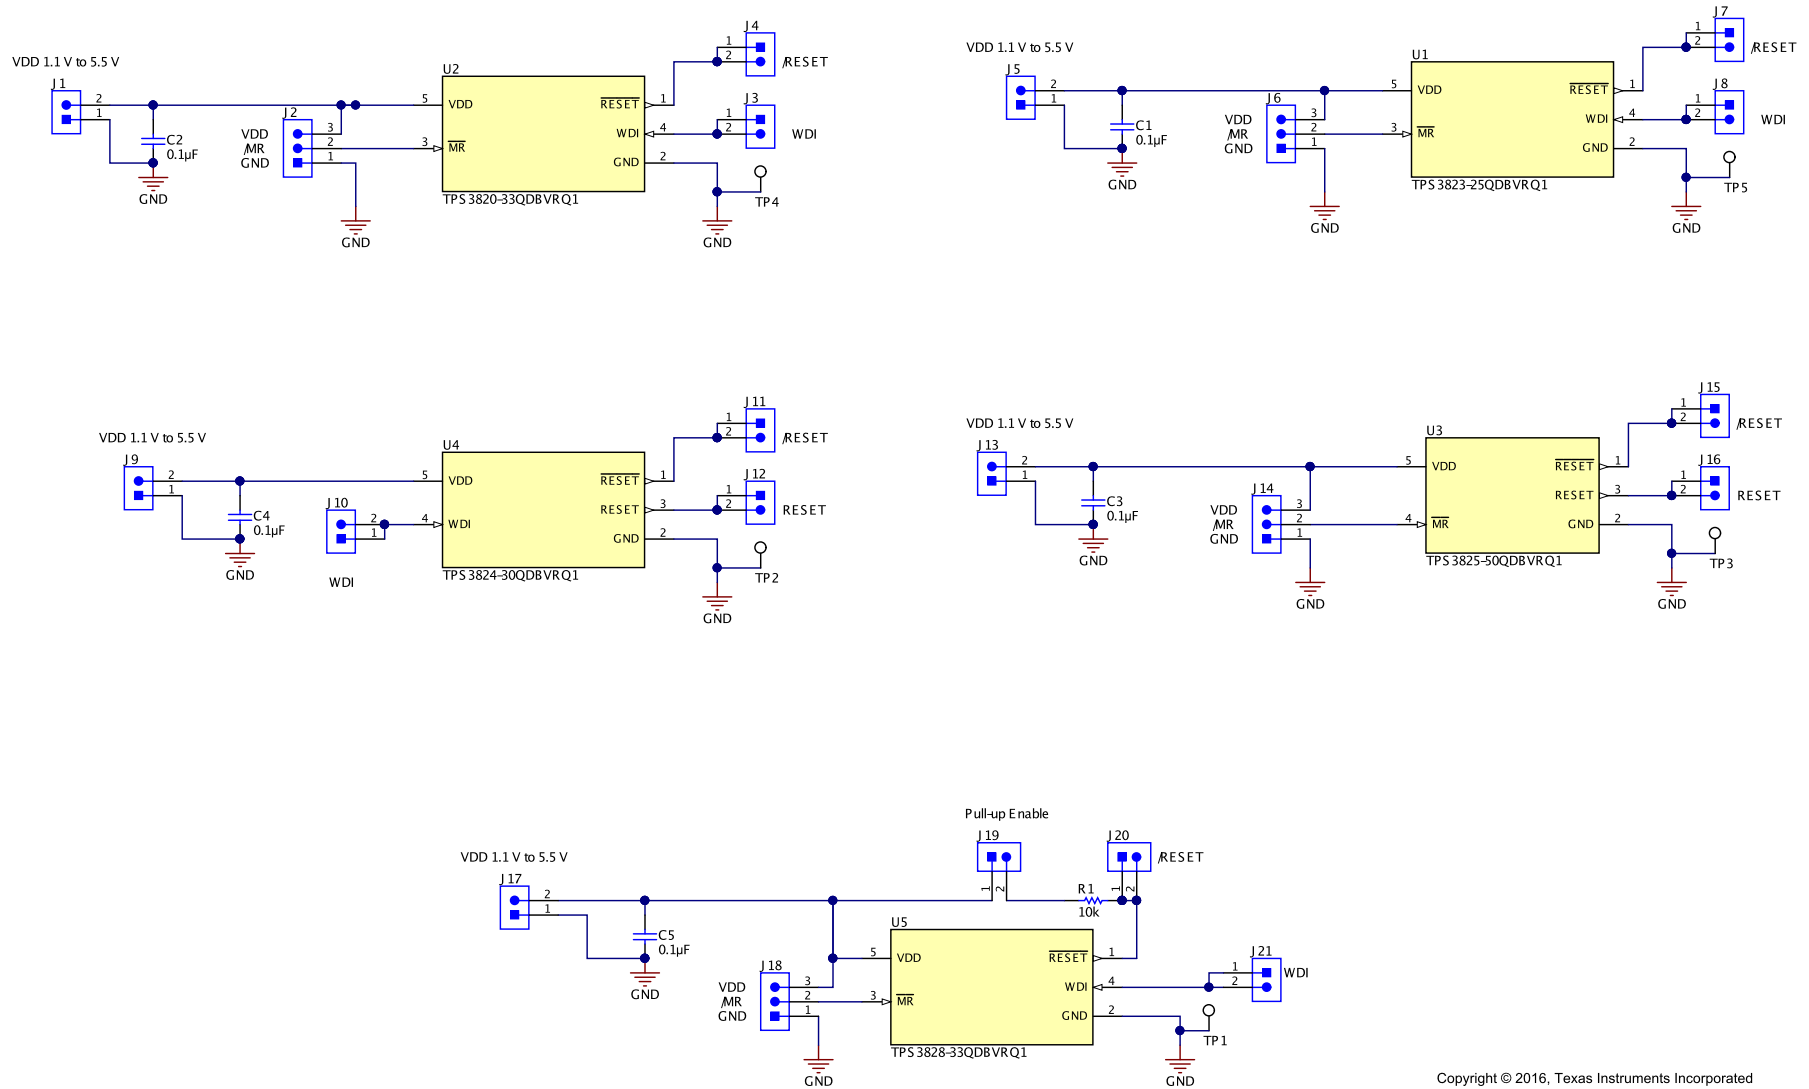 VDD 1.1 V to 5.5 V
J1
2
1
C2
0.1µF
GND
J2
VDD
/MR
GND
3
2
1
GND
U2
5
VDD
3
MR
RESET
1
WDI
4
GND
2
TPS3820-33QDBVRQ1
J4
1
2
/RESET
J3
1
2
WDI
TP4
GND
VDD 1.1 V to 5.5 V
J5
2
1
C1
0.1µF
GND
J6
VDD
/MR
GND
3
2
1
GND
U1
5
VDD
3
MR
RESET
1
WDI
4
GND
2
TPS3823-25QDBVRQ1
J7
1
2
/RESET
J8
1
2
WDI
TP5
GND
VDD 1.1 V to 5.5 V
J9
2
1
C4
0.1µF
GND
J10
2
1
WDI
U4
5
VDD
4
WDI
RESET
1
RESET
3
GND
2
TPS3824-30QDBVRQ1
J11
1
2
/RESET
J12
1
2
RESET
TP2
GND
VDD 1.1 V to 5.5 V
J13
2
1
C3
0.1µF
GND
J14
VDD
/MR
GND
3
2
1
GND
U3
5
VDD
4
MR
RESET
1
RESET
3
GND
2
TPS3825-50QDBVRQ1
J15
1
2
/RESET
J16
1
2
RESET
TP3
GND
VDD 1.1 V to 5.5 V
J17
2
1
C5
0.1µF
GND
J18
VDD
/MR
GND
3
2
1
GND
Pull-up Enable
J19
1
2
R1
10k
J20
1
2
/RESET
U5
5
VDD
3
MR
RESET
1
WDI
4
GND
2
TPS3828-33QDBVRQ1
J21
1
2
WDI
TP1
GND
Copyright © 2016, Texas Instruments Incorporated